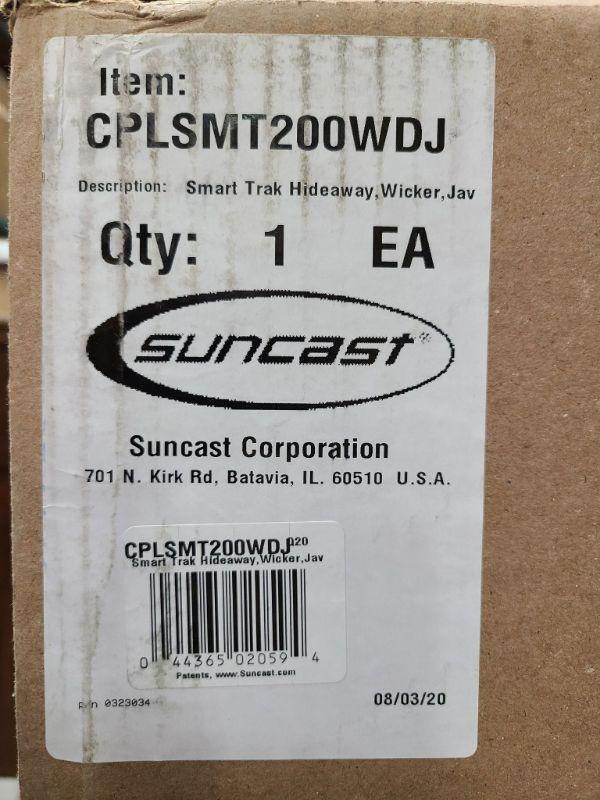 Item:
CPLSMT200WDJ
Description: Smart Trak Hideaway,Wicker,Jav
Qty: 1 EA
suncast®
Suncast Corporation
701 N. Kirk Rd, Batavia, IL. 60510 U.S.A.
CPLSMT200WDJ 020
Smart Trak Hideaway,Wicker,Jav
0 44365 02059 4
Patents, www.Suncast.com
p/n 0323034
08/03/20